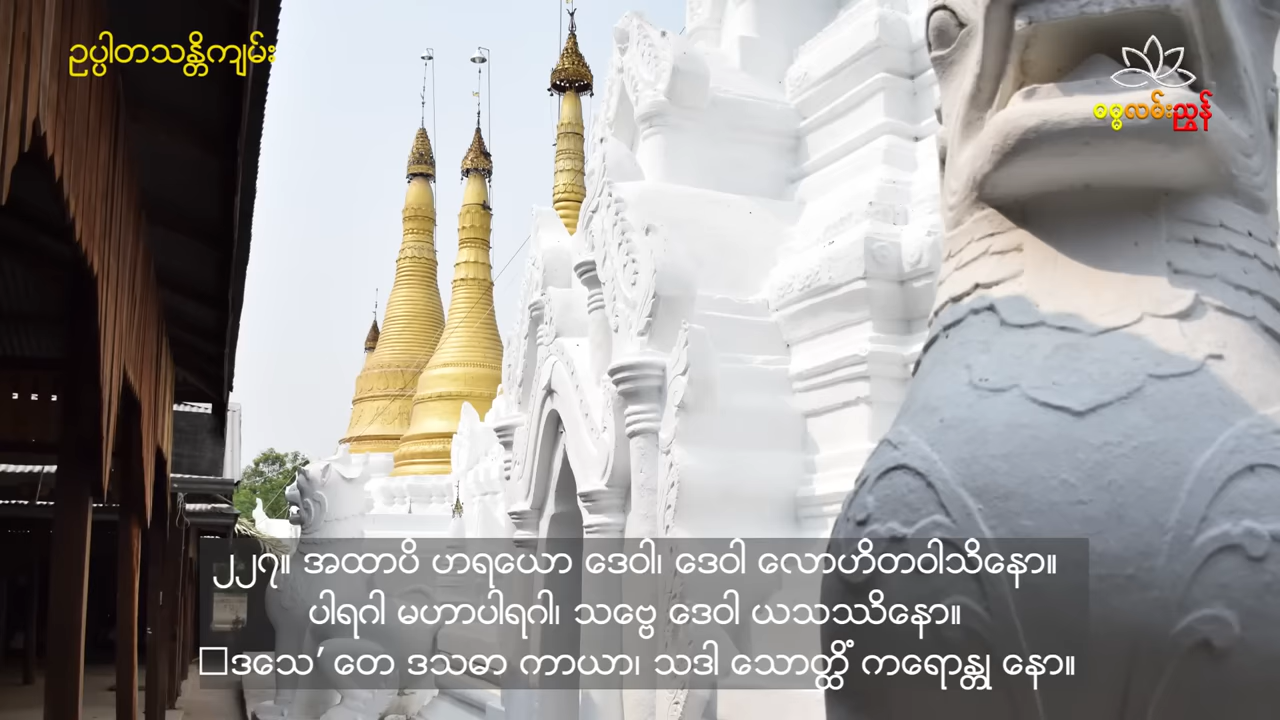 ဥပ္ပါတသန္တိကျမ်း
ဓမ္မလမ်းညွှန်
၂၂၇။ အထာပိ ဟရယော ဒေဝါ၊ ဒေဝါ လောဟိတဝါသိနော။
ပါရဂါ မဟာပါရဂါ၊ သဗ္ဗေ ဒေဝါ ယသဿိနော။
□ဒသေ’တေ ဒသဓာ ကာယာ၊ သဒါ သောတ္ထိံ ကရောန္တု နော။